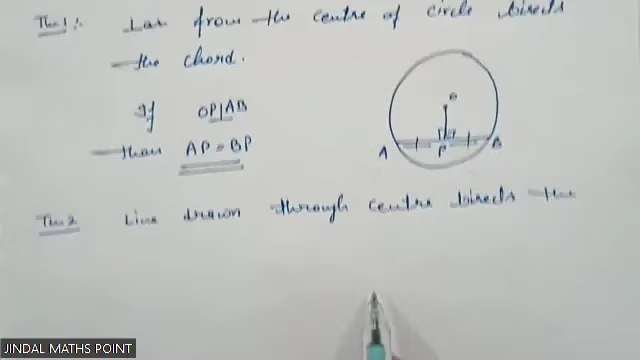 Th 1:. Lar from the centre of circle bisects
the chord.
If OP|AB
then AP = BP
O
A
P
B
Th 2 Line drawn through centre bisects the
JINDAL MATHS POINT